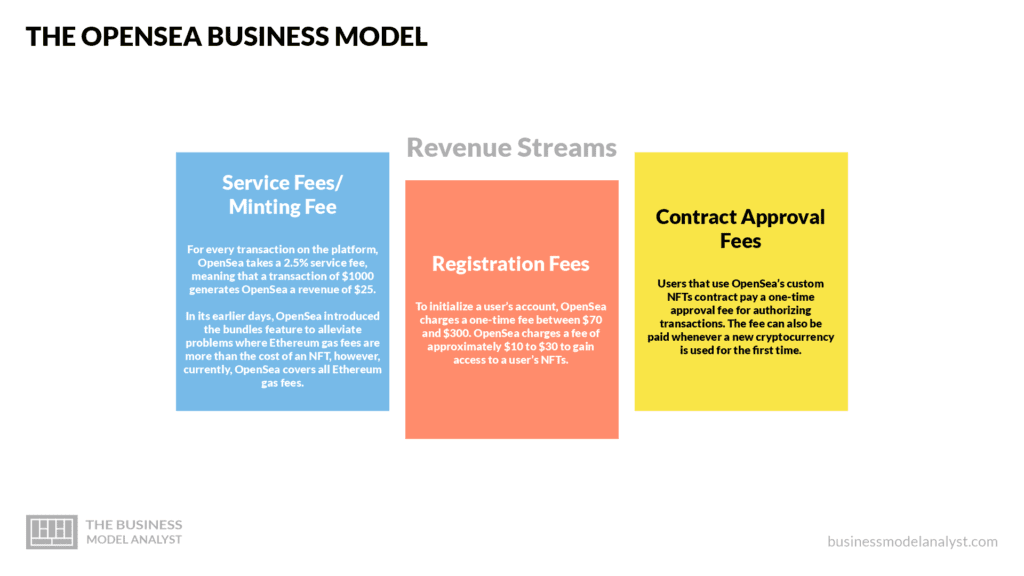 THE OPENSEA BUSINESS MODEL
Revenue Streams
Service Fees/
Minting Fee
For every transaction on the platform,
OpenSea takes a 2.5% service fee,
meaning that a transaction of $1000
generates OpenSea a revenue of $25.
In its earlier days, OpenSea introduced
the bundles feature to alleviate
problems where Ethereum gas fees are
more than the cost of an NFT, however,
currently, OpenSea covers all Ethereum
gas fees.
Registration Fees
To initialize a user's account, OpenSea
charges a one-time fee between $70
and $300. OpenSea charges a fee of
approximately $10 to $30 to gain
access to a user's NFTs.
Contract Approval
Fees
Users that use OpenSea's custom
NFTs contract pay a one-time
approval fee for authorizing
transactions. The fee can also be
paid whenever a new cryptocurrency
is used for the first time.
THE BUSINESS
MODEL ANALYST
businessmodelanalyst.com